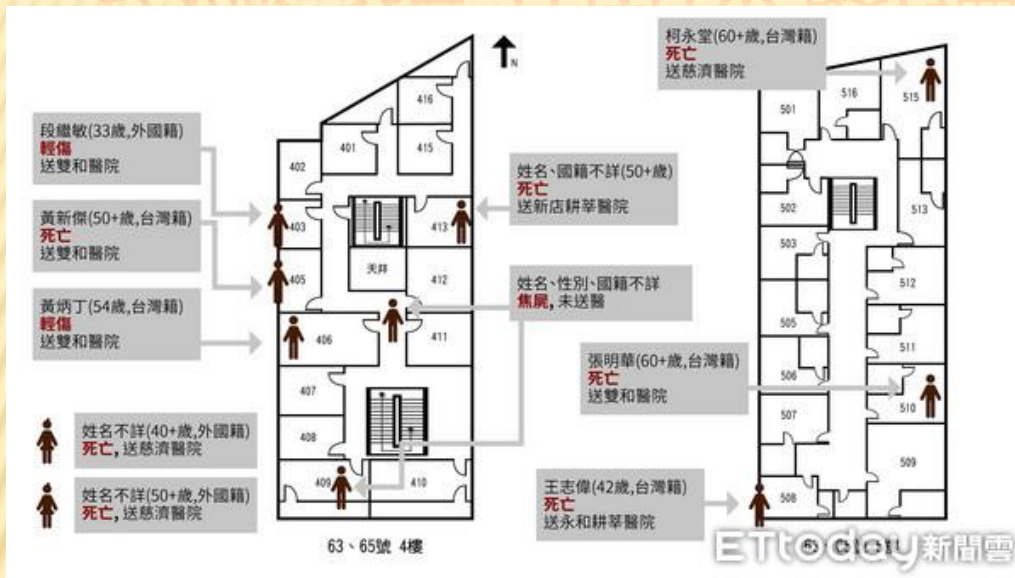 段繼敏(33歲,外國籍)
輕傷
送雙和醫院
黃新傑(50+歲,台灣籍)
死亡
送雙和醫院
黃炳丁(54歲,台灣籍)
輕傷
送雙和醫院
姓名不詳(40+歲,外國籍)
死亡, 送慈濟醫院
姓名不詳(50+歲,外國籍)
死亡, 送慈濟醫院
N
416
401
415
402
403
413
天井
405
412
406
411
407
408
409
410
63、65號 4樓
姓名、國籍不詳(50+歲)
死亡
送新店耕莘醫院
姓名、性別、國籍不詳
焦屍, 未送醫
柯永堂(60+歲,台灣籍)
死亡
送慈濟醫院
張明華(60+歲,台灣籍)
死亡
送雙和醫院
王志偉(42歲,台灣籍)
死亡
送永和耕莘醫院
501
516
515
502
513
503
512
505
511
506
510
507
509
508
ETtoday新聞雲